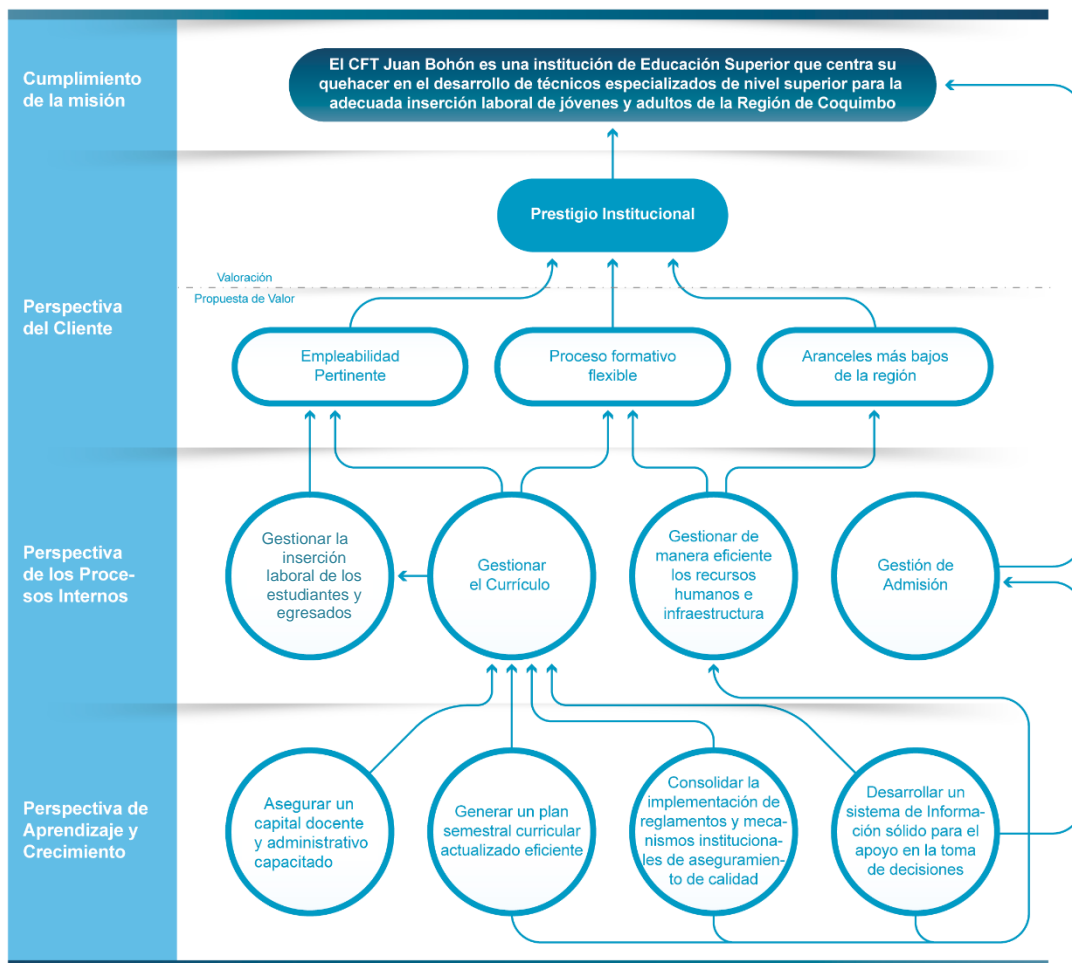 Cumplimiento
de la misión
El CFT Juan Bohón es una institución de Educación Superior que centra su
quehacer en el desarrollo de técnicos especializados de nivel superior para la
adecuada inserción laboral de jóvenes y adultos de la Región de Coquimbo
Prestigio Institucional
Valoración
Propuesta de Valor
Perspectiva
del Cliente
Empleabilidad
Pertinente
Proceso formativo
flexible
Aranceles más bajos
de la región
Perspectiva
de los Proce-
sos Internos
Gestionar la
inserción
laboral de los
estudiantes y
egresados
Gestionar
el Currículo
Gestionar de
manera eficiente
los recursos
humanos e
infraestructura
Gestión de
Admisión
Perspectiva de
Aprendizaje y
Crecimiento
Asegurar un
capital docente
y administrativo
capacitado
Generar un plan
semestral curricular
actualizado eficiente
Consolidar la
implementación de
reglamentos y meca-
nismos instituciona-
les de aseguramien-
to de calidad
Desarrollar un
sistema de Infor-
mación sólido para el
apoyo en la toma
de decisiones